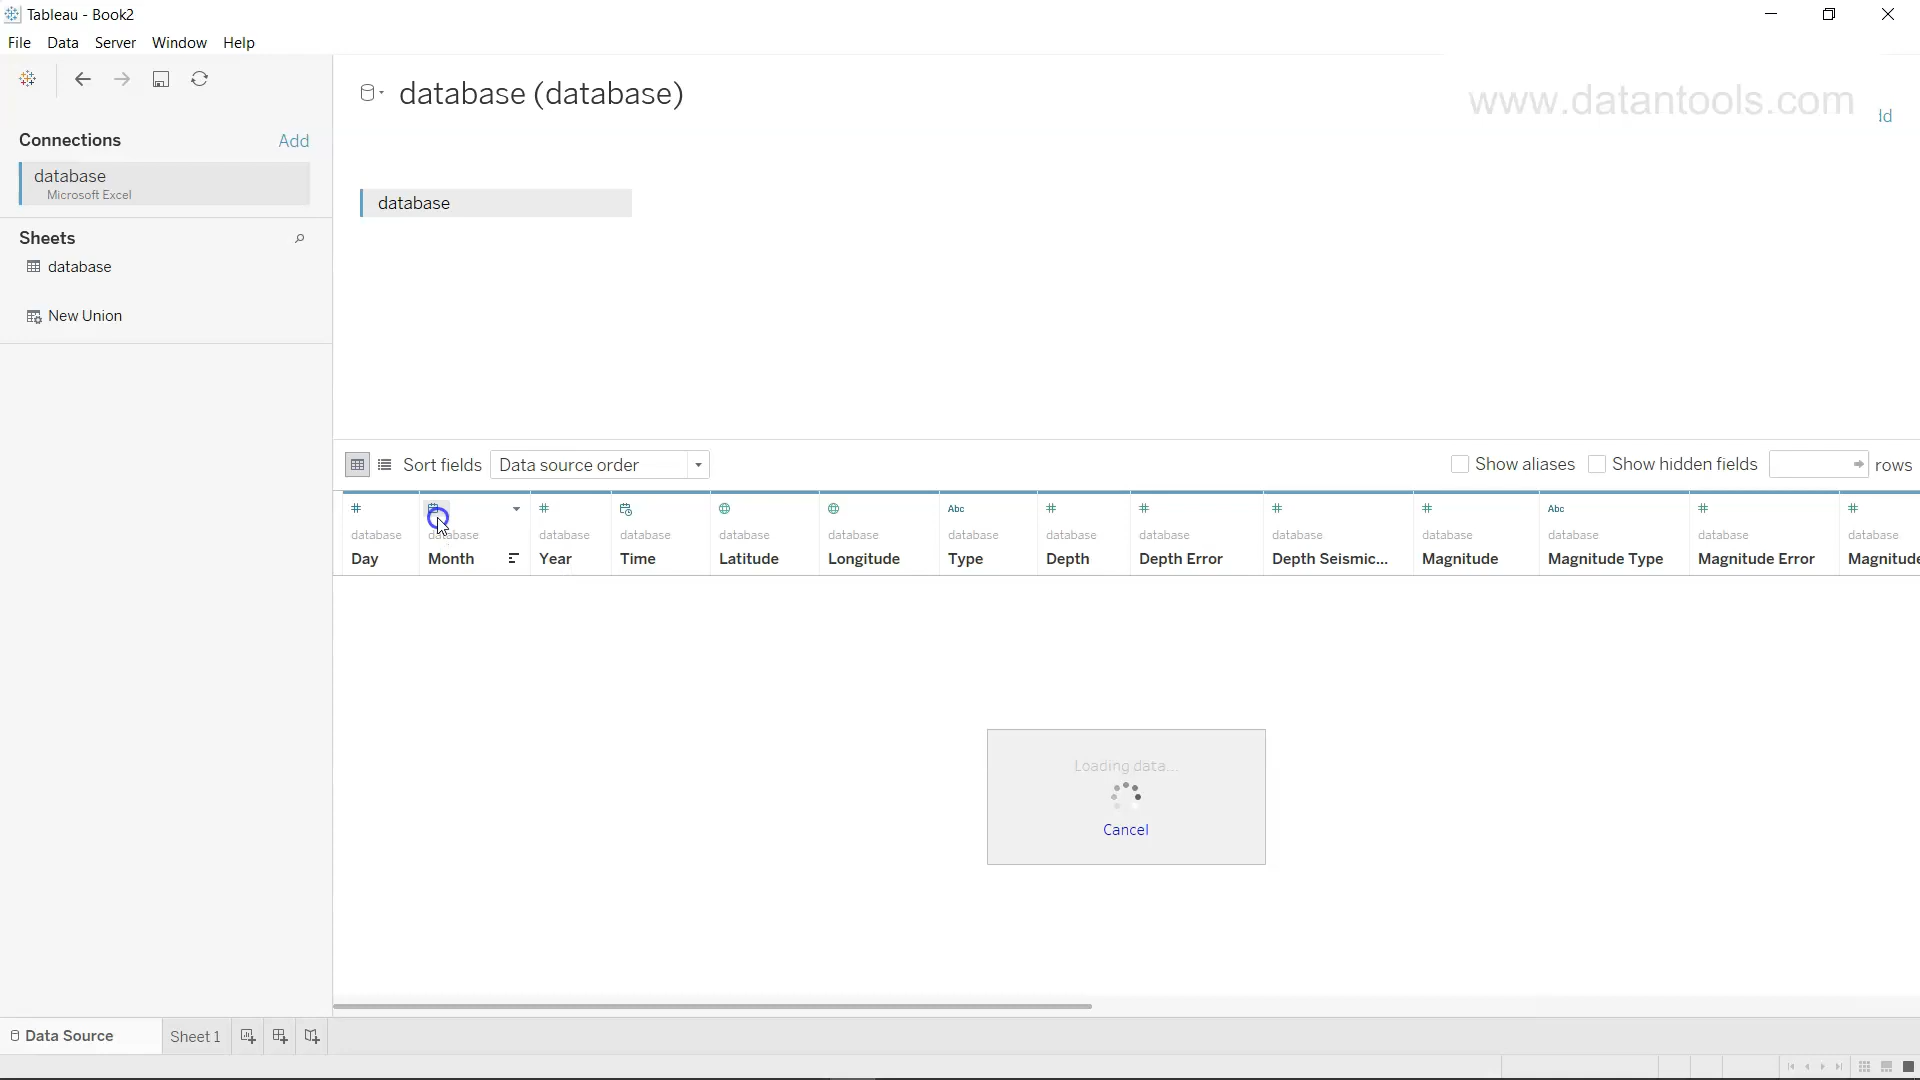 Tableau - Book2
File Data Server Window Help
Connections Add
database
Microsoft Excel
Sheets
database
New Union
database (database)
www.datantools.com
database
Sort fields Data source order Show aliases Show hidden fields rows
# # Abc # # # # Abc # #
database database database database database database database database database database database database database database
Day Month Year Time Latitude Longitude Type Depth Depth Error Depth Seismic... Magnitude Magnitude Type Magnitude Error Magnitude
Loading data...
Cancel
Data Source Sheet 1